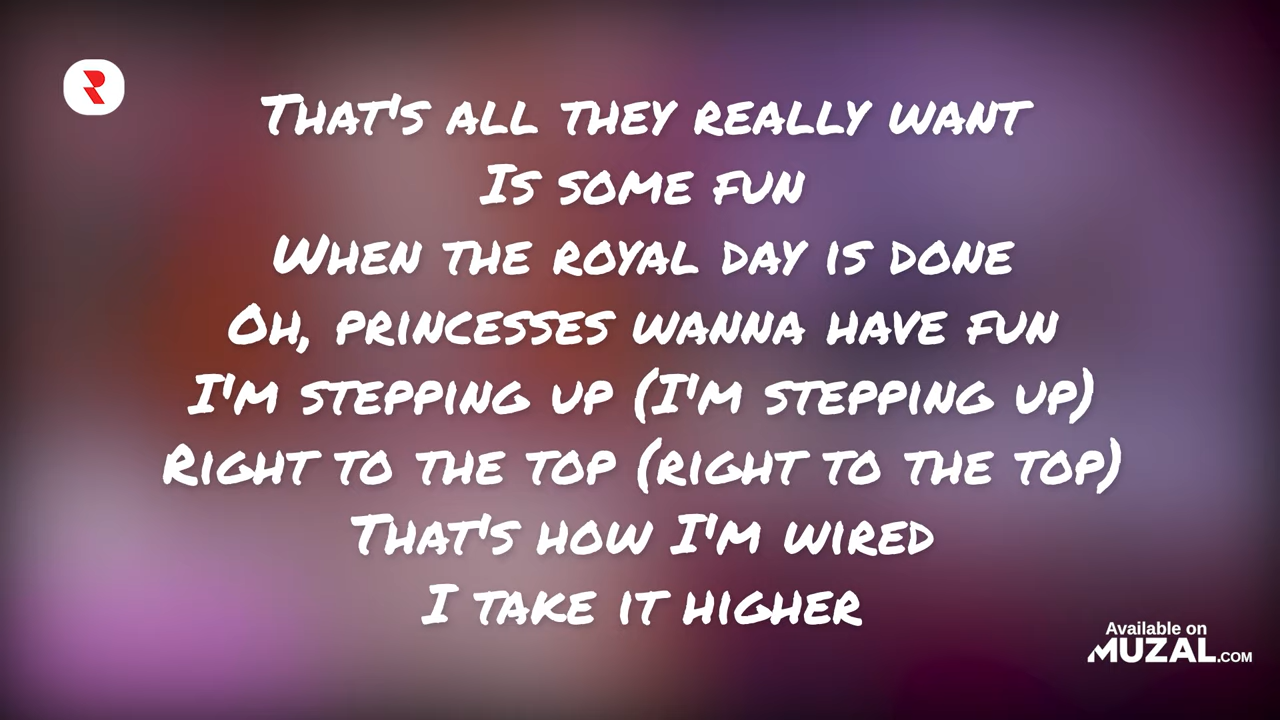 That's all they really want
Is some fun
When the royal day is done
Oh, princesses wanna have fun
I'm stepping up (I'm stepping up)
Right to the top (right to the top)
That's how I'm wired
I take it higher
Available on
MUZAL.COM